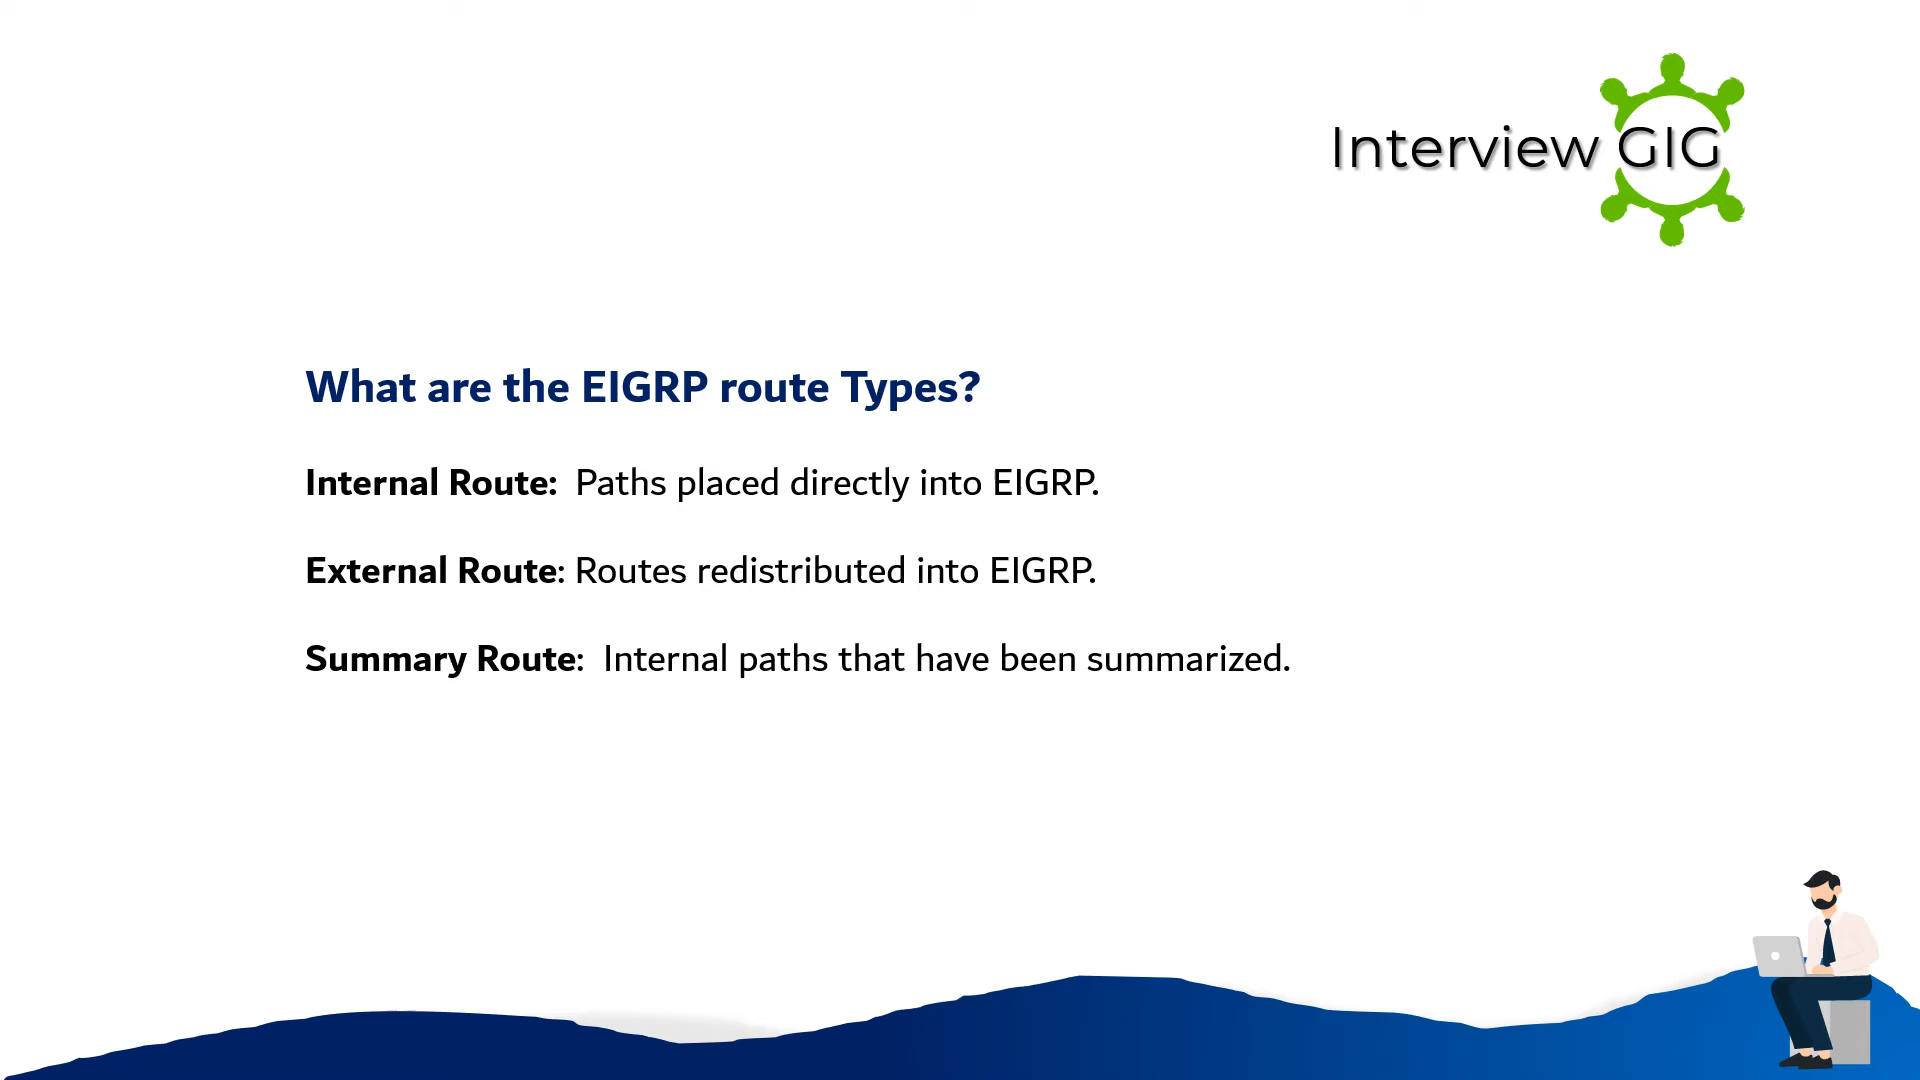 Interview GIG
What are the EIGRP route Types?
Internal Route: Paths placed directly into EIGRP.
External Route: Routes redistributed into EIGRP.
Summary Route: Internal paths that have been summarized.